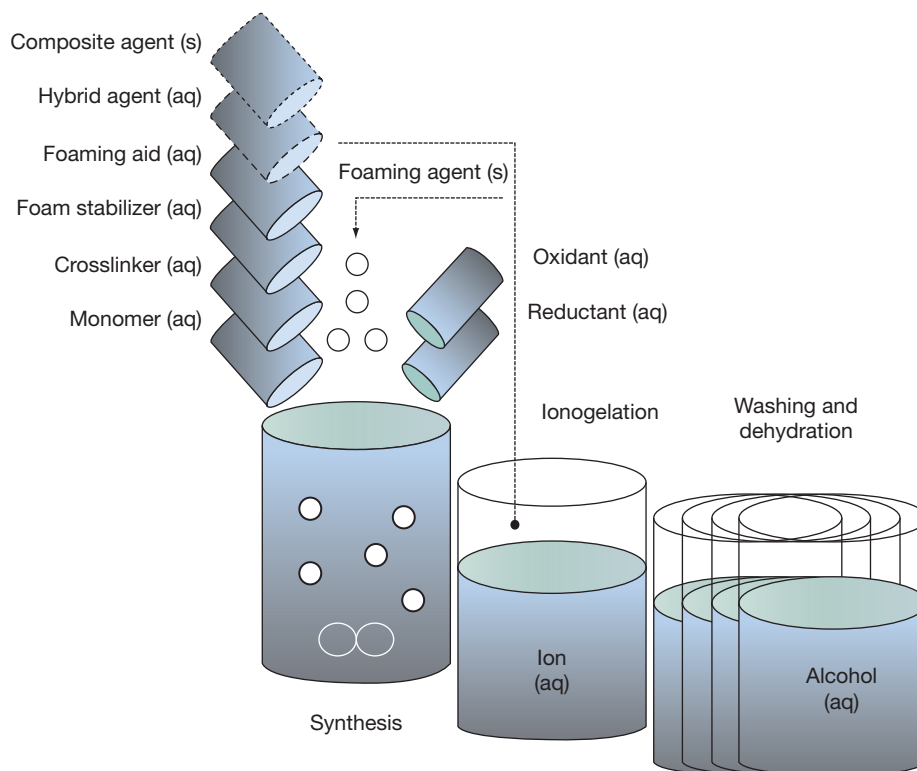 Composite agent (s)
Hybrid agent (aq)
Foaming aid (aq)
Foaming agent (s)
Foam stabilizer (aq)
Crosslinker (aq)
Oxidant (aq)
Monomer (aq)
Reductant (aq)
Ionogelation
Washing and
dehydration
Ion
(aq)
Alcohol
(aq)
Synthesis